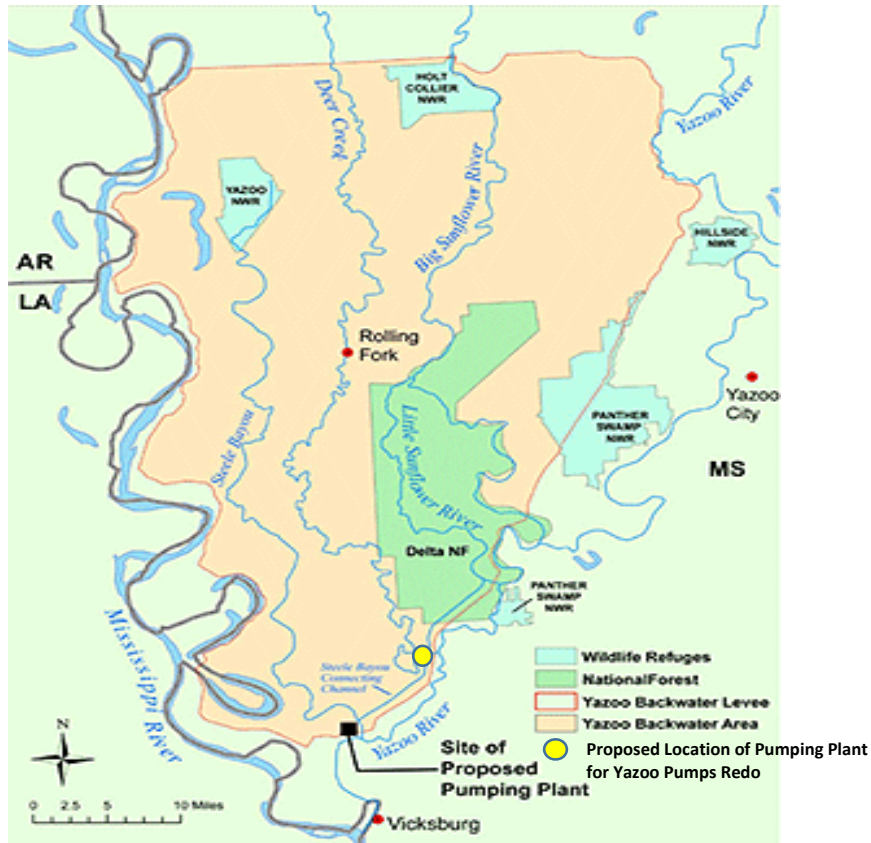 HOLT
COLLIER
NWR
Deer Creek
Yazoo River
YAZOO
NWR
Big Sunflower River
HILLSIDE
NWR
AR
LA
Rolling
Fork
Yazoo
City
PANTHER
SWAMP
NWR
Steele Bayou
Little Sunflower River
MS
Delta NF
PANTHER
SWAMP
NWR
Mississippi River
Steele Bayou
Connecting
Channel
Wildlife Refuges
NationalForest
Yazoo Backwater Levee
Yazoo Backwater Area
Proposed Location of Pumping Plant
for Yazoo Pumps Redo
Yazoo River
Site of
Proposed
Pumping Plant
N
0 2.5 5 10 Miles
Vicksburg